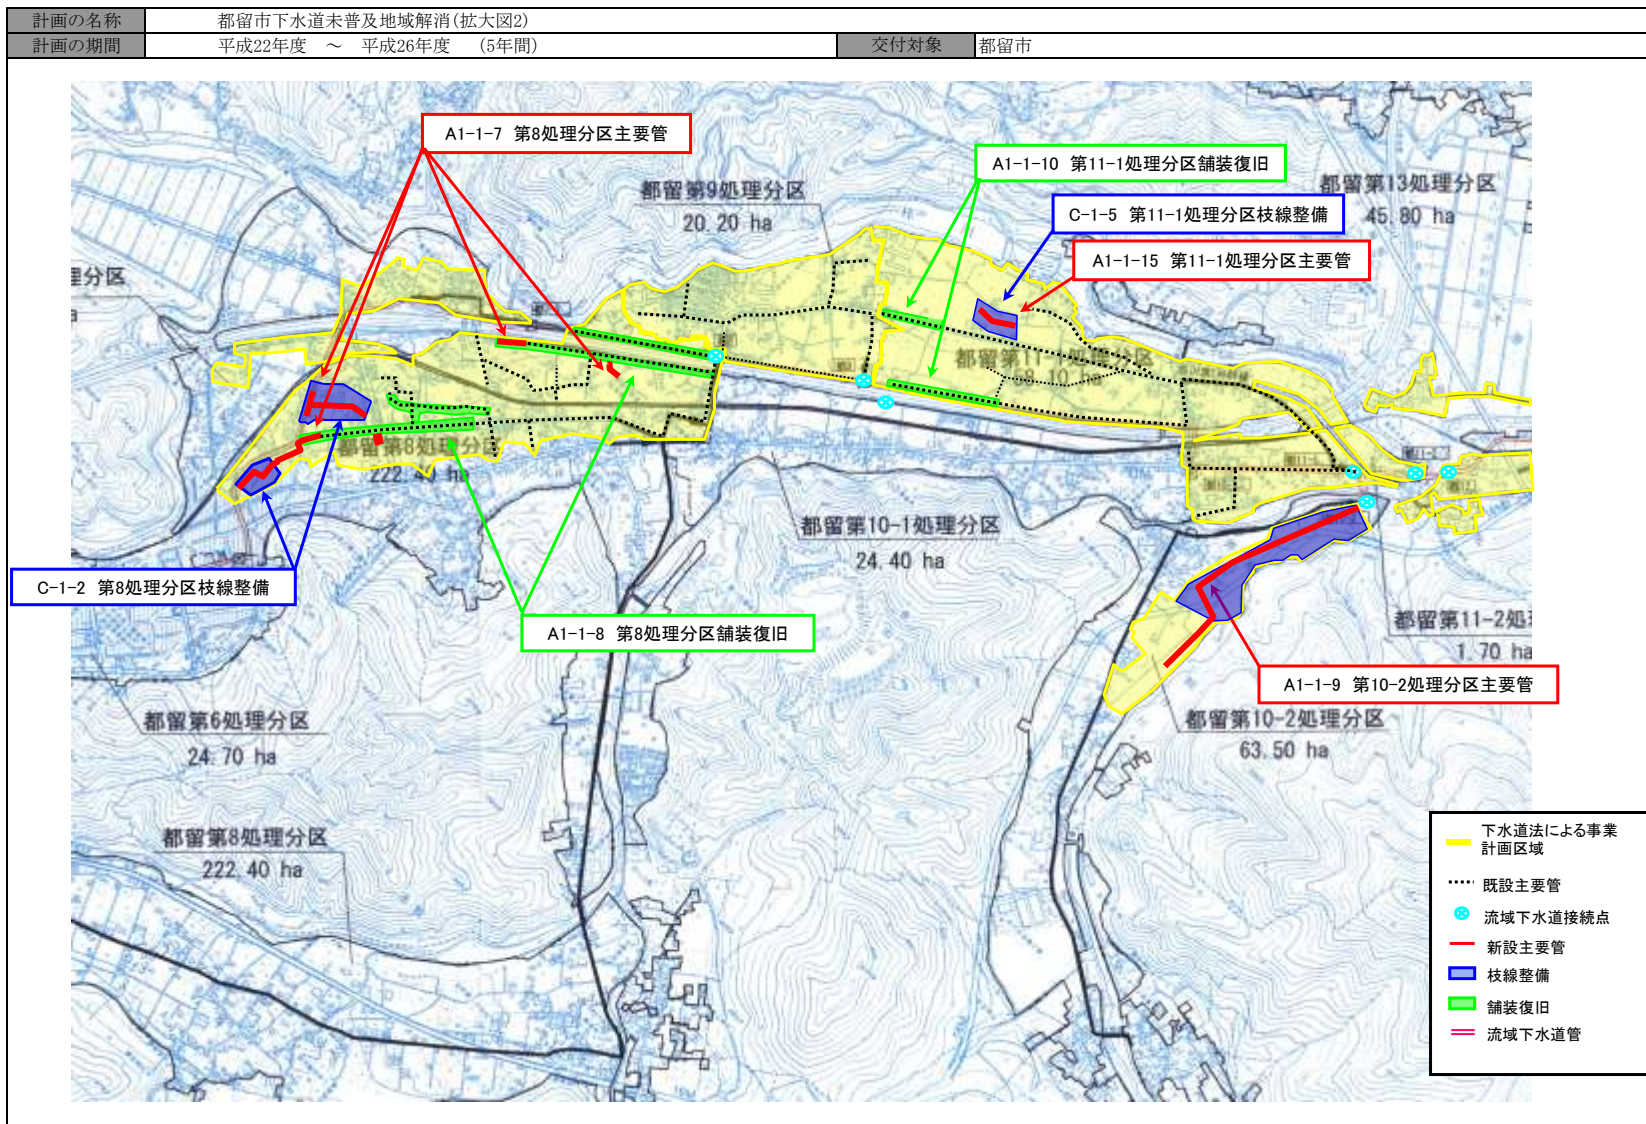 計画の名称 都留市下水道未普及地域解消(拡大図2)
計画の期間 平成22年度 ～ 平成26年度 (5年間) 交付対象 都留市
A1-1-7 第8処理分区主要管
A1-1-10 第11-1処理分区舗装復旧
都留第9処理分区
20.20 ha
都留第13処理分区
45.80 ha
C-1-5 第11-1処理分区枝線整備
A1-1-15 第11-1処理分区主要管
理分区
都留第8処理分区
222.40 ha
都留第10-1処理分区
24.40 ha
C-1-2 第8処理分区枝線整備
A1-1-8 第8処理分区舗装復旧
都留第11-2処
1.70 ha
A1-1-9 第10-2処理分区主要管
都留第10-2処理分区
63.50 ha
都留第6処理分区
24.70 ha
都留第8処理分区
222.40 ha
下水道法による事業
計画区域
既設主要管
流域下水道接続点
新設主要管
枝線整備
舗装復旧
流域下水道管